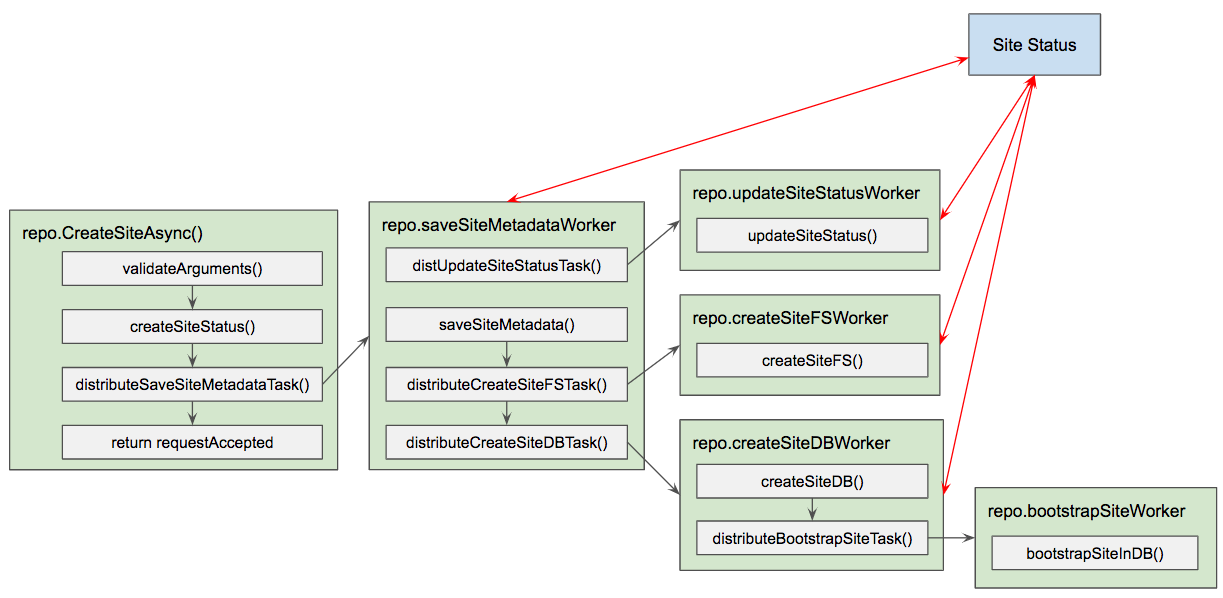 Site Status
repo.CreateSiteAsync()
validateArguments()
createSiteStatus()
distributeSaveSiteMetadataTask()
return requestAccepted
repo.saveSiteMetadataWorker
distUpdateSiteStatusTask()
saveSiteMetadata()
distributeCreateSiteFSTask()
distributeCreateSiteDBTask()
repo.updateSiteStatusWorker
updateSiteStatus()
repo.createSiteFSWorker
createSiteFS()
repo.createSiteDBWorker
createSiteDB()
distributeBootstrapSiteTask()
repo.bootstrapSiteWorker
bootstrapSiteInDB()